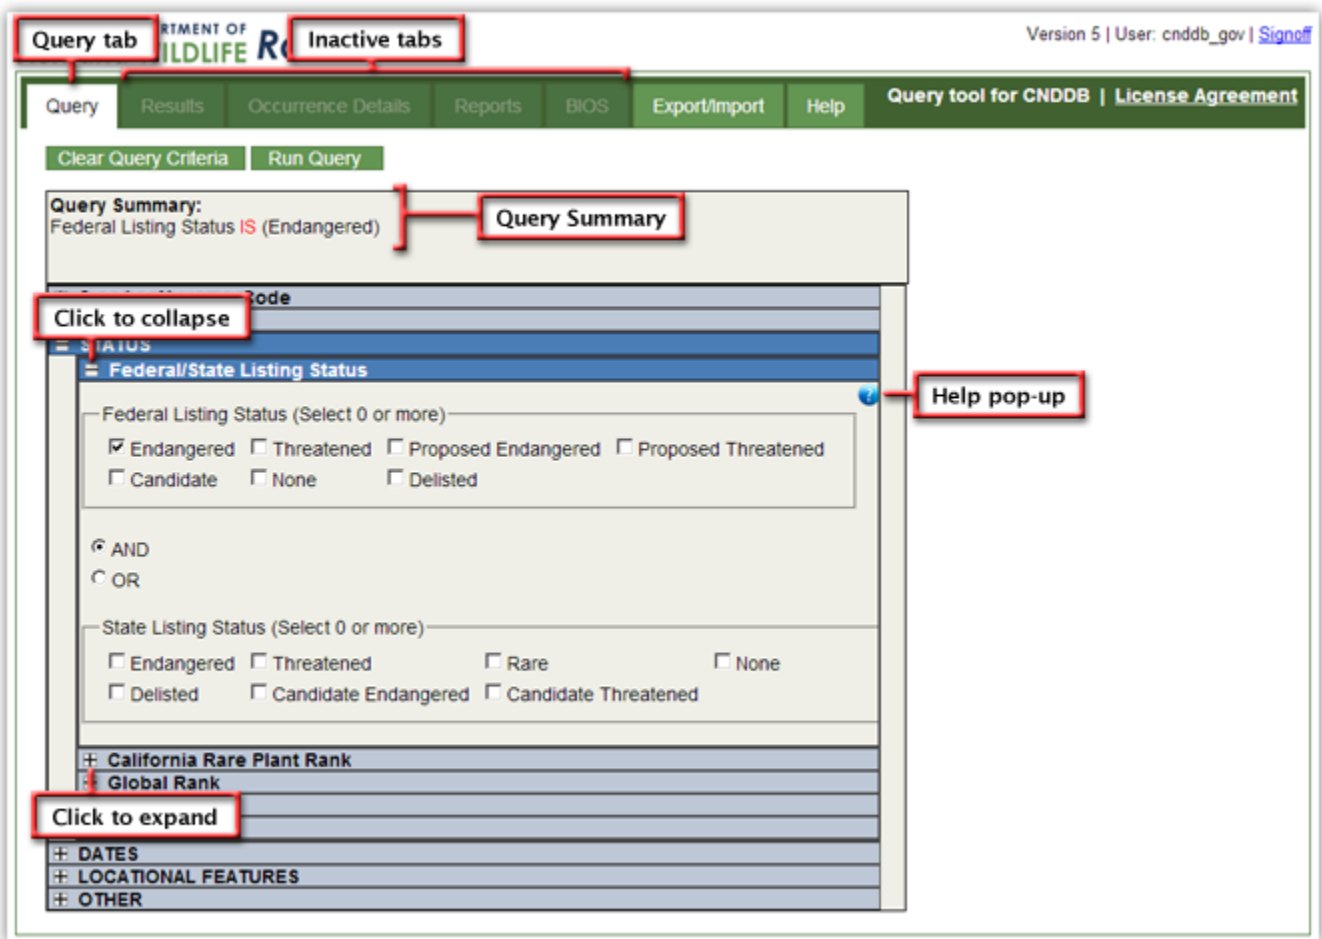 Query tab
RTMENT OF
ILDLIFE
Inactive tabs
Version 5 | User: cnddb_gov | Signoff
Query Results Occurrence Details Reports BIOS Export/Import Help Query tool for CNDDB | License Agreement
Clear Query Criteria Run Query
Query Summary:
Federal Listing Status IS (Endangered)
Query Summary
Code
Click to collapse
STATUS
Federal/State Listing Status
Help pop-up
Federal Listing Status (Select 0 or more)
Endangered Threatened Proposed Endangered Proposed Threatened
Candidate None Delisted
AND
OR
State Listing Status (Select 0 or more)
Endangered Threatened Rare None
Delisted Candidate Endangered Candidate Threatened
California Rare Plant Rank
Global Rank
Click to expand
DATES
LOCATIONAL FEATURES
OTHER